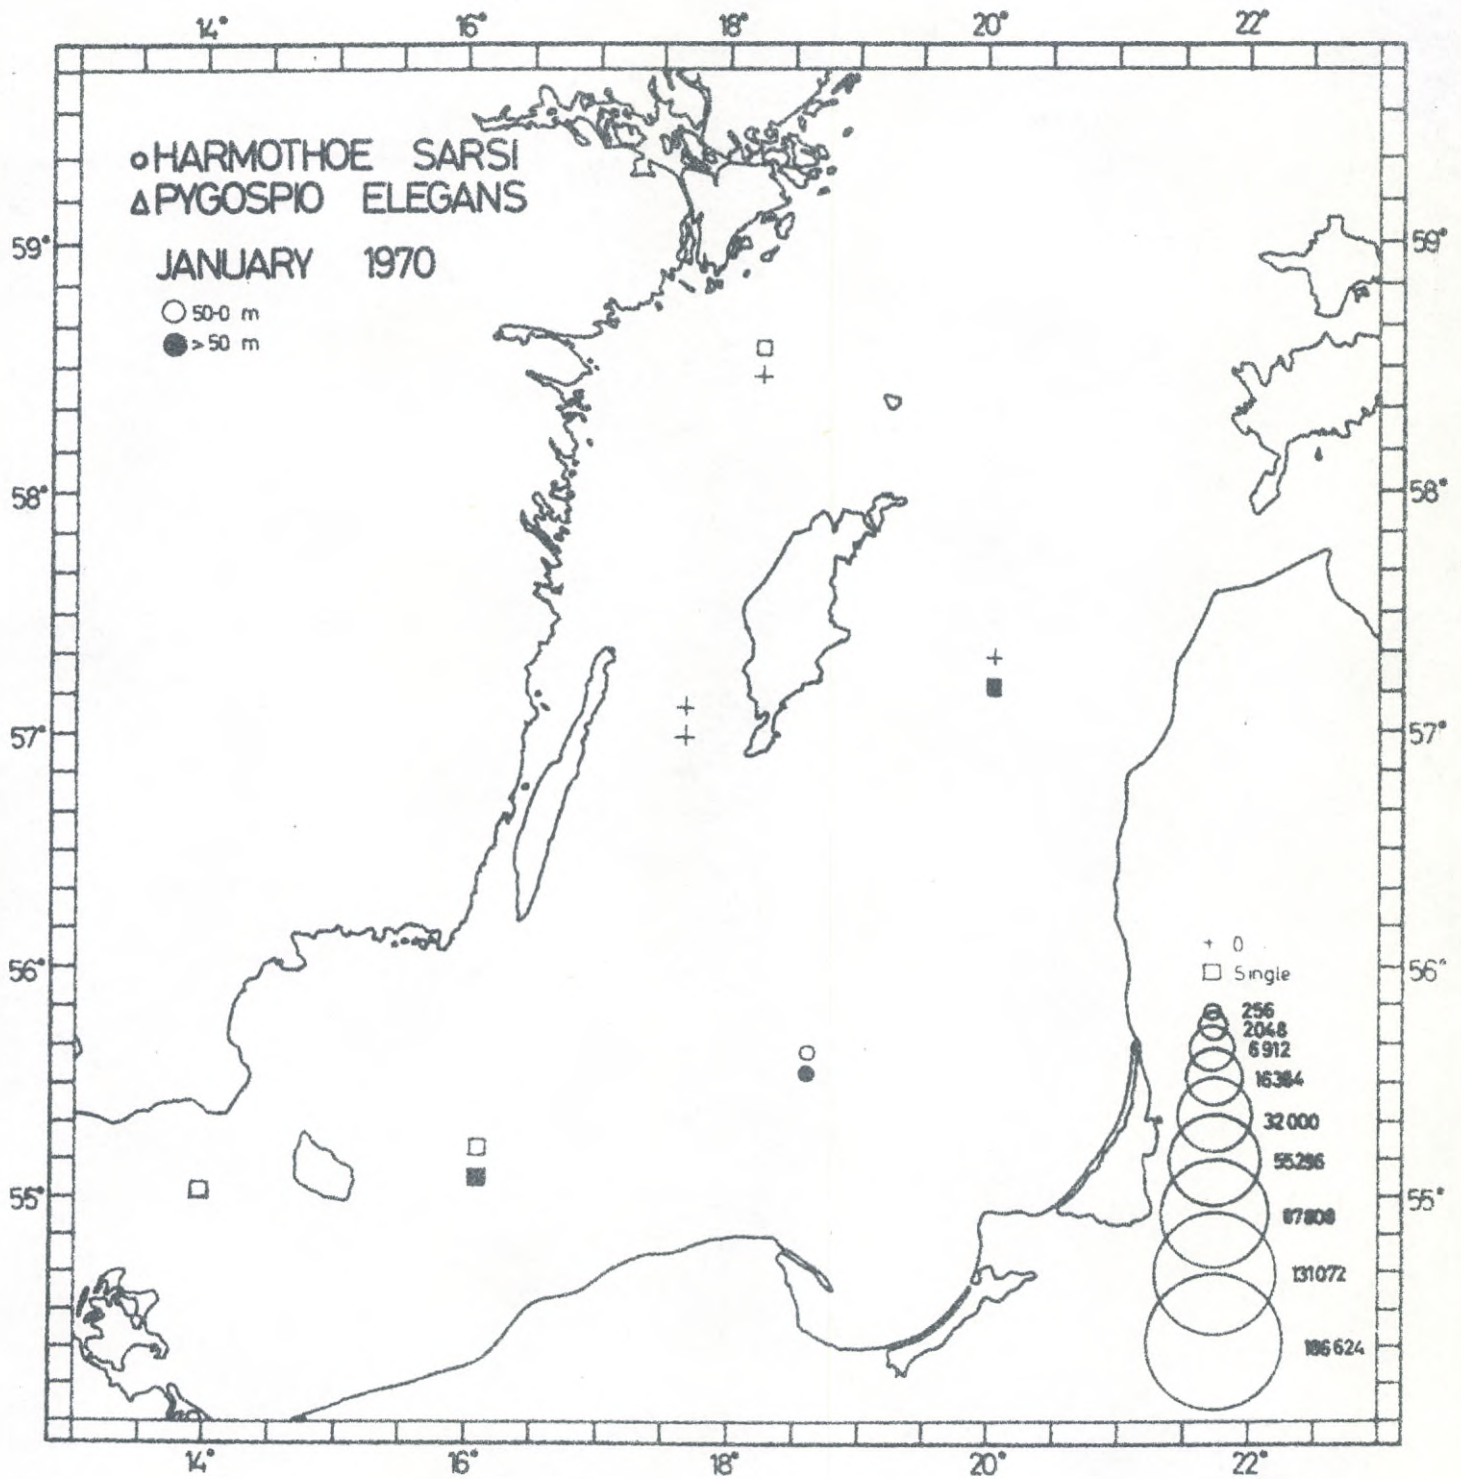 14° 16° 18° 20° 22°
o HARMOTHOE SARSI
Δ PYGOSPIO ELEGANS
59° 59°
JANUARY 1970
50-0 m
>50 m
58° 58°
57° 57°
+ 0
56° 56°
Single
256
2048
6912
16384
32000
55296
55° 55°
87808
131072
186624
14° 16° 18° 20° 22°